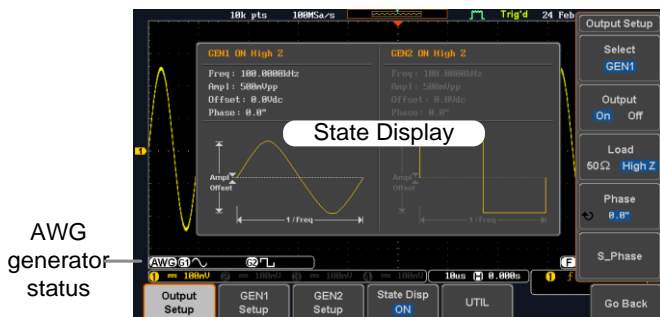 10k pts 100MSa/s Trig'd 24 Feb
Output Setup
GEN1 ON High Z
GEN2 ON High Z
Freq: 100.0000kHz
Ampl: 500mVpp
Offset: 0.0Vdc
Phase: 0.0°
Freq: 100.0000kHz
Ampl: 500mVpp
Offset: 0.0Vdc
Phase: 0.0°
State Display
Ampl
Offset
1/Freq
Ampl
Offset
1/Freq
Select
GEN1
Output
On Off
Load
50Ω High Z
Phase
0.0°
S_Phase
Go Back
1
AWG
generator
status
AWG G1 G2
F
1 100mV 2 100mV 3 100mV 4 100mV 10us H 0.000s 1
Output
Setup
GEN1
Setup
GEN2
Setup
State Disp
ON
UTIL